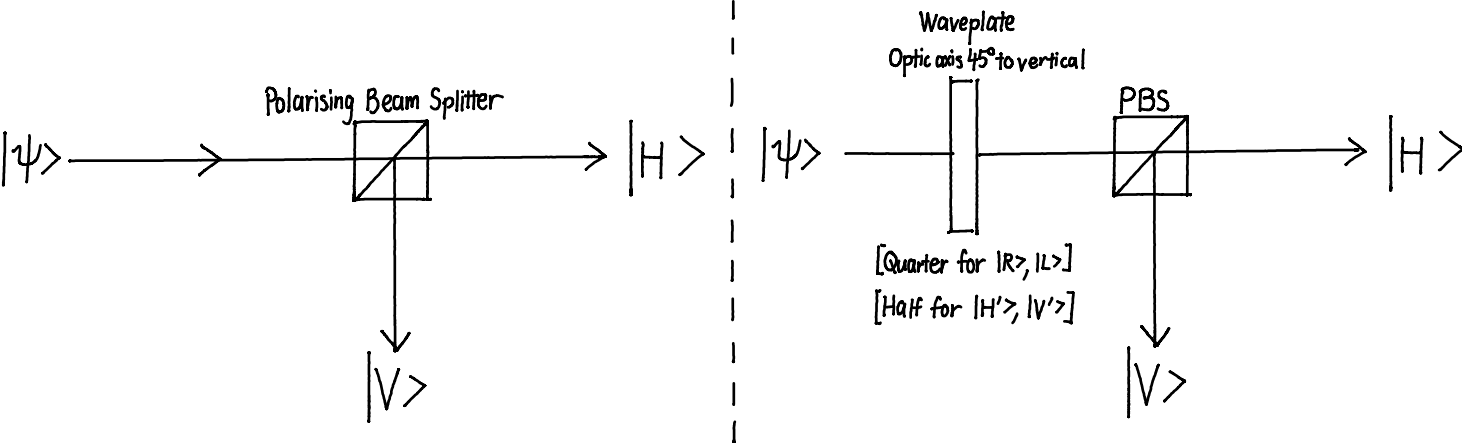 Polarising Beam Splitter
|Ψ>
|H>
|V>
Waveplate
Optic axis 45° to vertical
PBS
|Ψ>
|H>
[Quarter for |R>, |L>]
[Half for |H'>, |V'>]
|V>